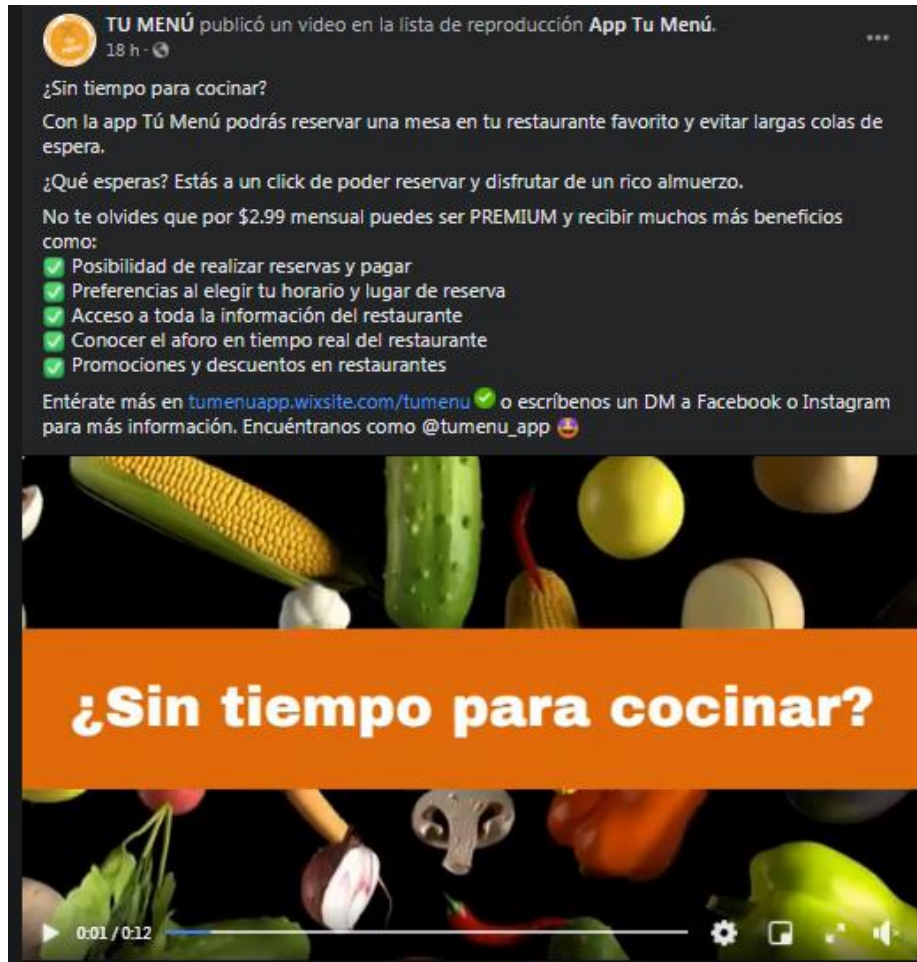 TU MENÚ publicó un video en la lista de reproducción App Tu Menú.
18 h ·
¿Sin tiempo para cocinar?
Con la app Tú Menú podrás reservar una mesa en tu restaurante favorito y evitar largas colas de
espera.
¿Qué esperas? Estás a un click de poder reservar y disfrutar de un rico almuerzo.
No te olvides que por $2.99 mensual puedes ser PREMIUM y recibir muchos más beneficios
como:
✅ Posibilidad de realizar reservas y pagar
✅ Preferencias al elegir tu horario y lugar de reserva
✅ Acceso a toda la información del restaurante
✅ Conocer el aforo en tiempo real del restaurante
✅ Promociones y descuentos en restaurantes
Entérate más en tumenuapp.wixsite.com/tumenu o escríbenos un DM a Facebook o Instagram
para más información. Encuéntranos como @tumenu_app 🤩
¿Sin tiempo para cocinar?
0:01 / 0:12